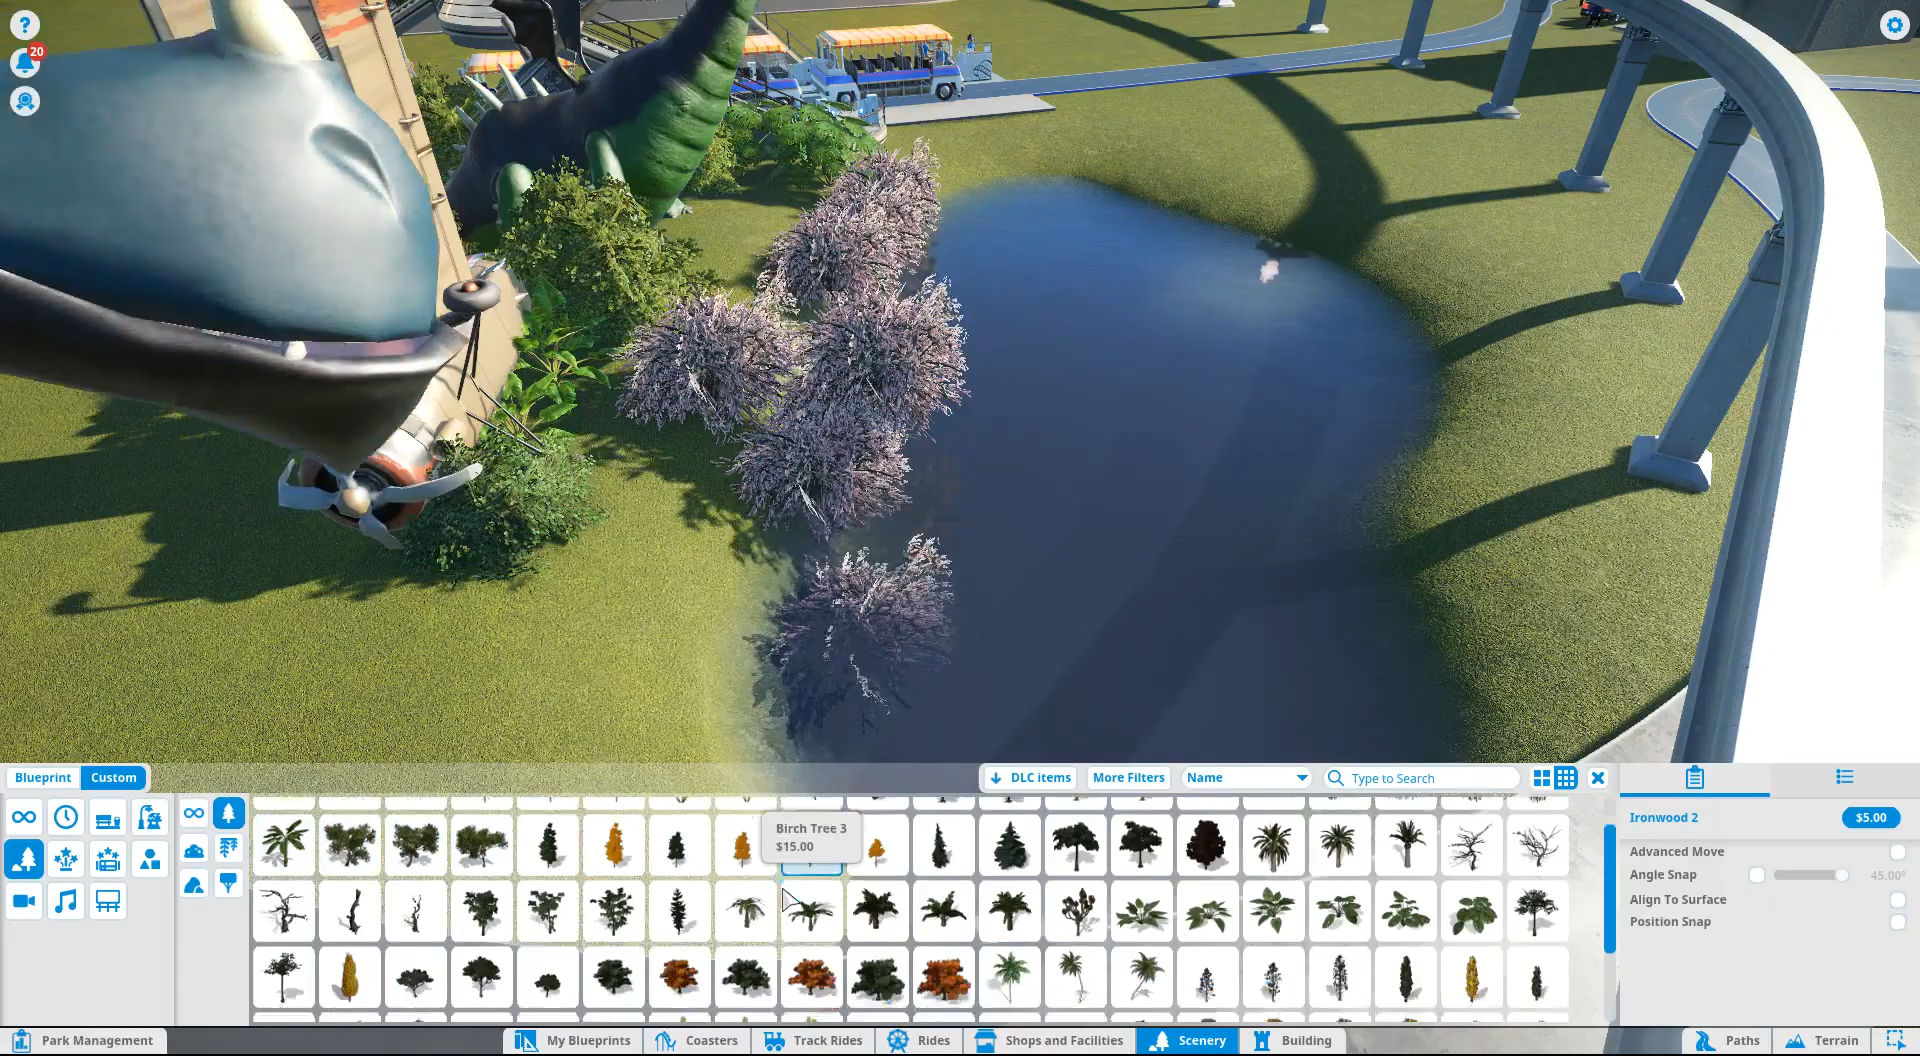 ?
20
Blueprint
Custom
DLC items
More Filters
Name
Type to Search
Birch Tree 3
$15.00
Ironwood 2
$5.00
Advanced Move
Angle Snap
45.00°
Align To Surface
Position Snap
Park Management
My Blueprints
Coasters
Track Rides
Rides
Shops and Facilities
Scenery
Building
Paths
Terrain